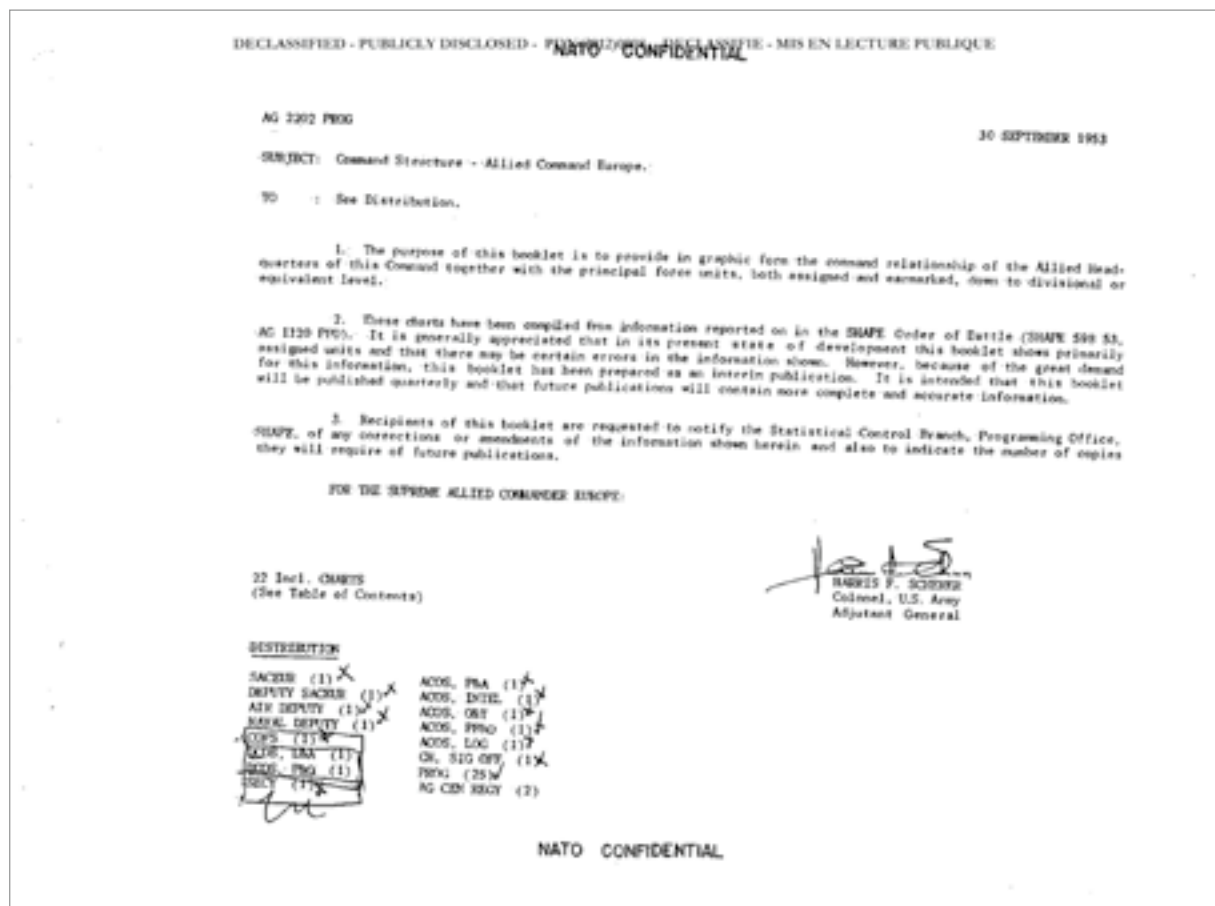 DECLASSIFIED - PUBLICLY DISCLOSED - DECLASSIFIE - MIS EN LECTURE PUBLIQUE
NATO CONFIDENTIAL
AG PROG
30 SEPTEMBER 1953
SUBJECT: Command Structure - Allied Command Europe.
TO : See Distribution.
1. The purpose of this booklet is to provide in graphic form the command relationship of the Allied Head-
quarters of this Command together with the principal force units, both assigned and earmarked, down to divisional or
equivalent level.
2. These charts have been compiled from information reported on in the SHAPE Order of Battle (SHAPE
AG It is generally appreciated that in its present state of development this booklet shows primarily
assigned units and that there may be certain errors in the information shown. However, because of the great demand
for this information, this booklet has been prepared as an interim publication. It is intended that this booklet
will be published quarterly and that future publications will contain more complete and accurate information.
3. Recipients of this booklet are requested to notify the Statistical Control Branch, Programming Office,
SHAPE, of any corrections or amendments of the information shown herein and also to indicate the number of copies
they will require of future publications.
FOR THE SUPREME ALLIED COMMANDER EUROPE:
22 Incl. CHARTS
(See Table of Contents)
HARRIS F.
Colonel, U.S. Army
Adjutant General
DISTRIBUTION
SACEUR (1)
DEPUTY SACEUR (1)
AIR DEPUTY (1)
NAVAL DEPUTY (1)
COFS (1)
(1)
(1)
SECY (1)
ACOS, P&A (1)
ACOS, INTEL (1)
ACOS, O&T (1)
ACOS, (1)
ACOS, LOG (1)
CH, SIG OFF (1)
PROG (25)
AG CEN REGY (2)
NATO CONFIDENTIAL